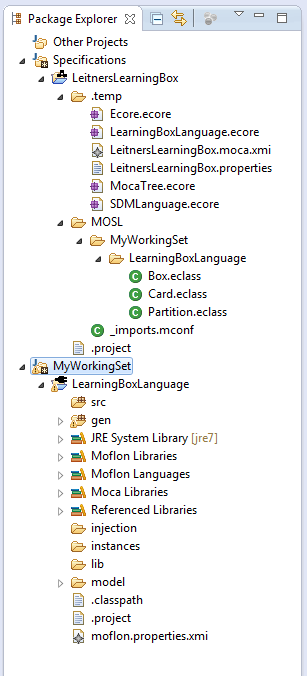 Package Explorer
Other Projects
Specifications
LeitnersLearningBox
.temp
Ecore.ecore
LearningBoxLanguage.ecore
LeitnersLearningBox.moca.xmi
LeitnersLearningBox.properties
MocaTree.ecore
SDMLanguage.ecore
MOSL
MyWorkingSet
LearningBoxLanguage
Box.eclass
Card.eclass
Partition.eclass
_imports.mconf
.project
MyWorkingSet
LearningBoxLanguage
src
gen
JRE System Library [jre7]
Moflon Libraries
Moflon Languages
Moca Libraries
Referenced Libraries
injection
instances
lib
model
.classpath
.project
moflon.properties.xmi